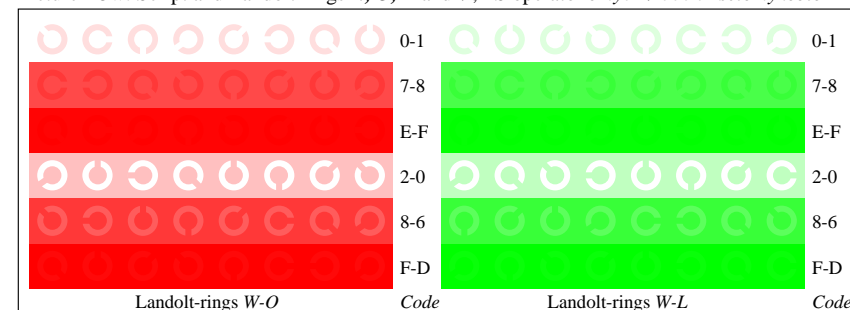 0-1 0-1
7-8 7-8
E-F E-F
2-0 2-0
8-6 8-6
F-D F-D
Landolt-rings W-O Code Landolt-rings W-L Code